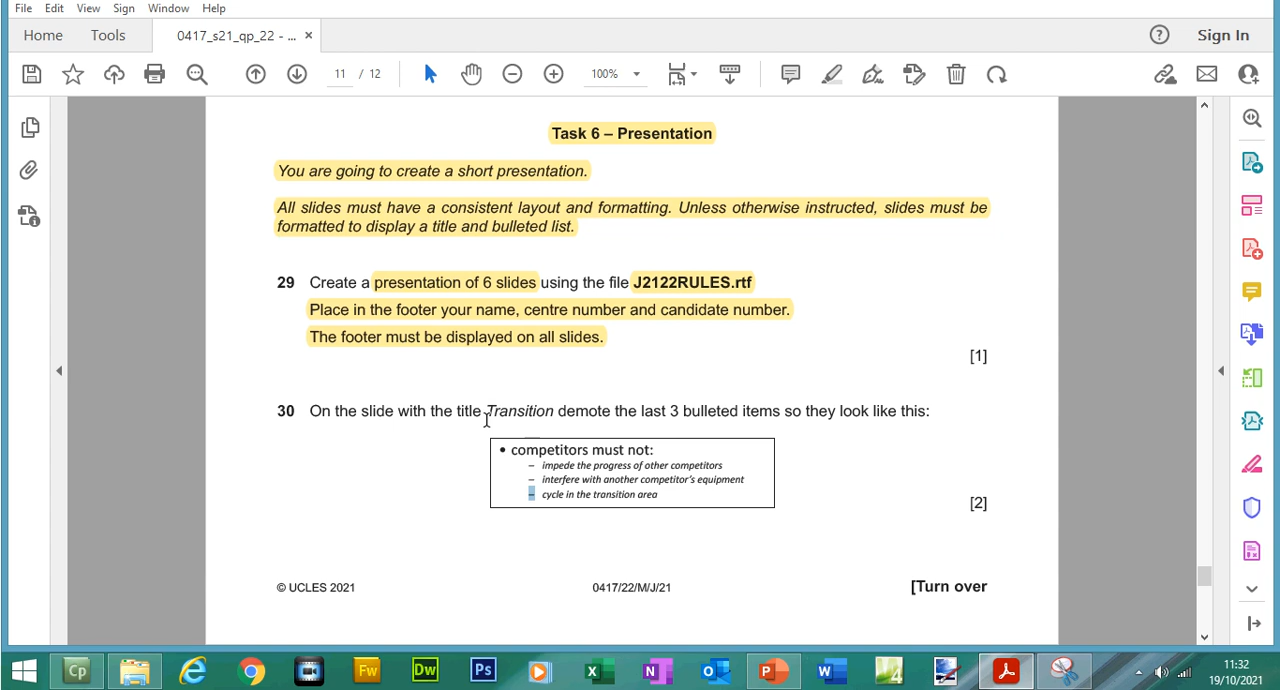 File Edit View Sign Window Help
Home Tools 0417_s21_qp_22 - ... × Sign In
11 / 12 100%
Task 6 – Presentation
You are going to create a short presentation.
All slides must have a consistent layout and formatting. Unless otherwise instructed, slides must be
formatted to display a title and bulleted list.
29 Create a presentation of 6 slides using the file J2122RULES.rtf
Place in the footer your name, centre number and candidate number.
The footer must be displayed on all slides.
[1]
30 On the slide with the title Transition demote the last 3 bulleted items so they look like this:
• competitors must not:
– impede the progress of other competitors
– interfere with another competitor's equipment
– cycle in the transition area
[2]
© UCLES 2021 0417/22/M/J/21 [Turn over
Cp Fw Dw Ps X N O P W 4
11:32
19/10/2021